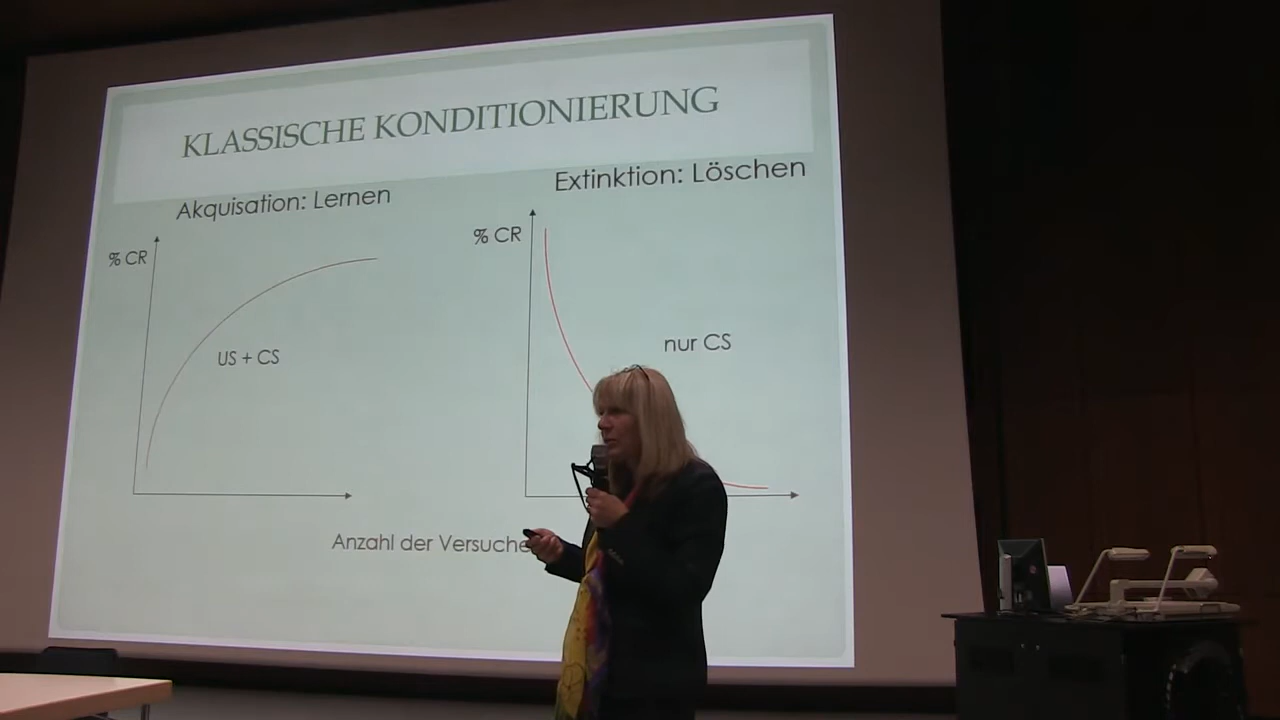 KLASSISCHE KONDITIONIERUNG
Akquisation: Lernen
% CR
US + CS
Extinktion: Löschen
% CR
nur CS
Anzahl der Versuche